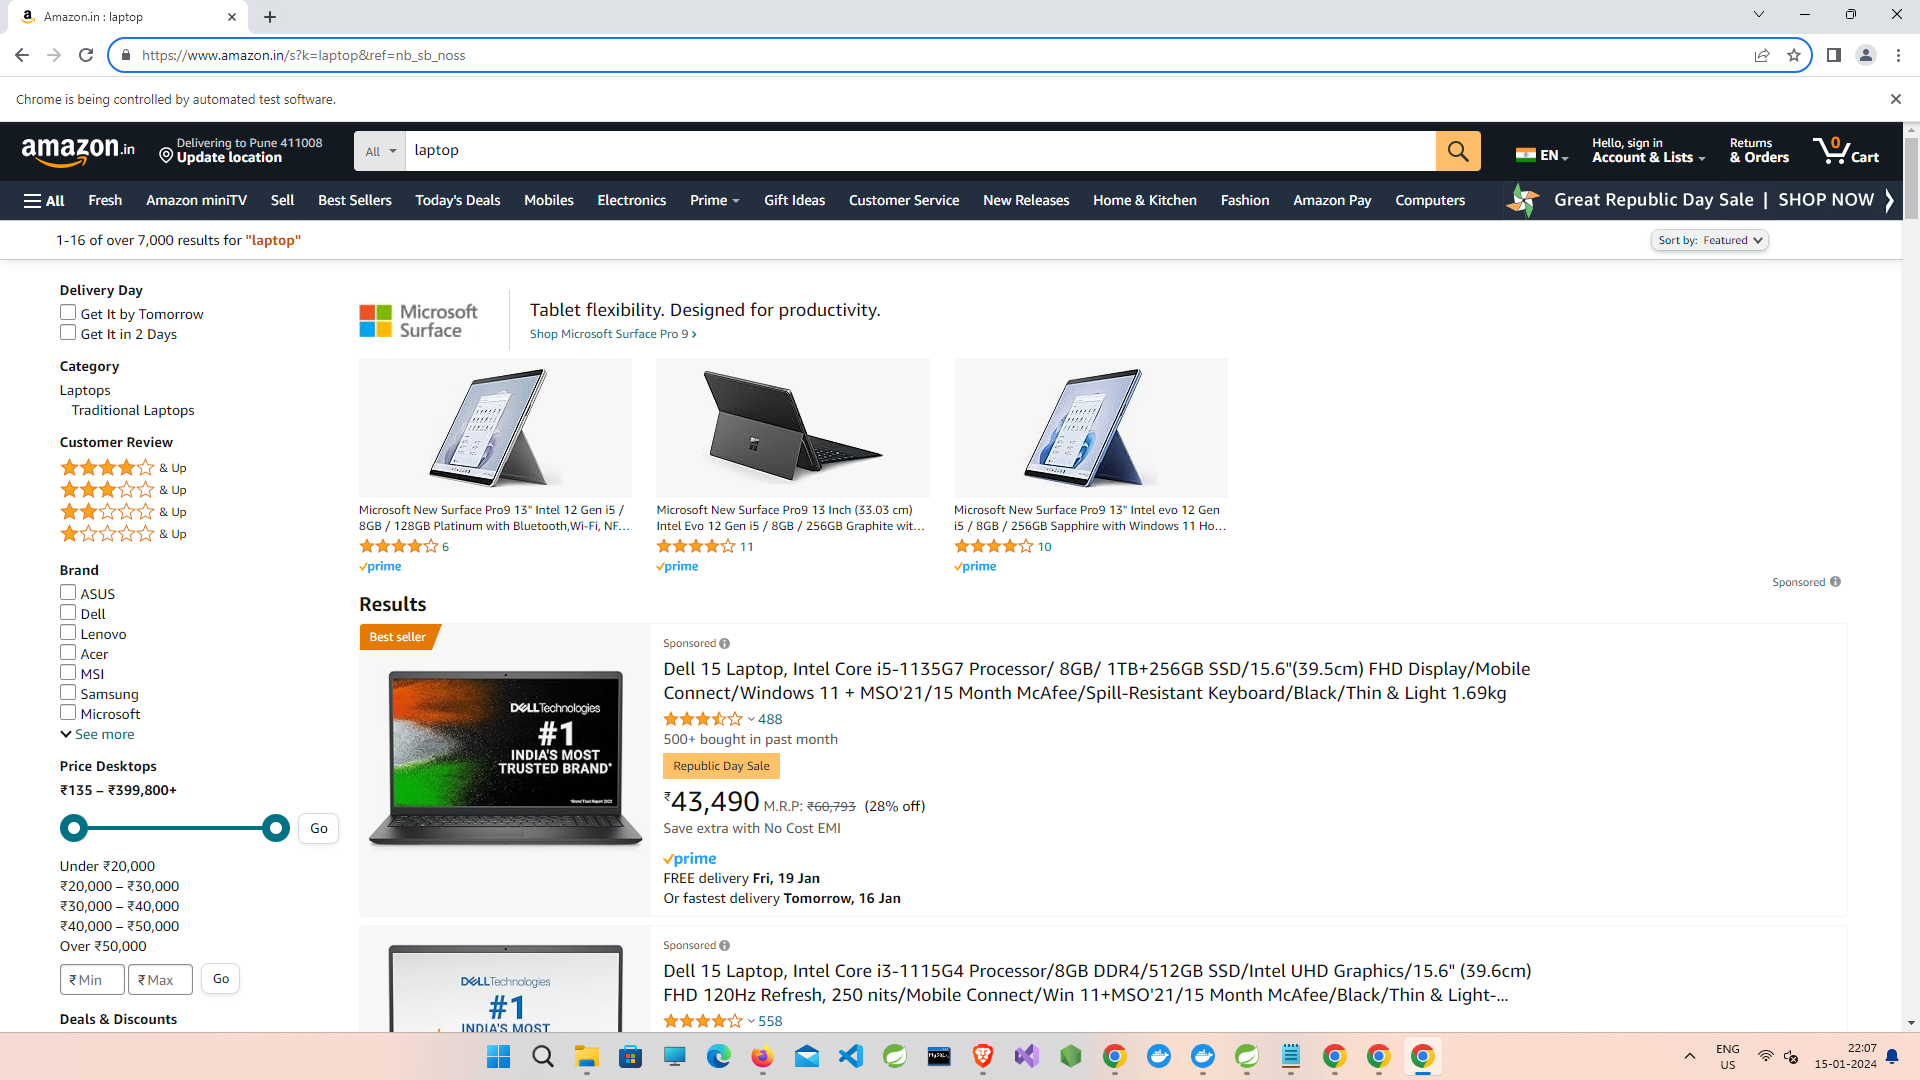 Amazon.in : laptop
https://www.amazon.in/s?k=laptop&ref=nb_sb_noss
Chrome is being controlled by automated test software.
amazon.in
Delivering to Pune 411008
Update location
All
laptop
EN
Hello, sign in
Account & Lists
Returns
& Orders
0
Cart
All
Fresh
Amazon miniTV
Sell
Best Sellers
Today's Deals
Mobiles
Electronics
Prime
Gift Ideas
Customer Service
New Releases
Home & Kitchen
Fashion
Amazon Pay
Computers
Great Republic Day Sale | SHOP NOW
1-16 of over 7,000 results for "laptop"
Sort by: Featured
Delivery Day
Get It by Tomorrow
Get It in 2 Days
Category
Laptops
Traditional Laptops
Customer Review
& Up
& Up
& Up
& Up
Brand
ASUS
Dell
Lenovo
Acer
MSI
Samsung
Microsoft
See more
Price Desktops
₹135 – ₹399,800+
Go
Under ₹20,000
₹20,000 – ₹30,000
₹30,000 – ₹40,000
₹40,000 – ₹50,000
Over ₹50,000
₹ Min
₹ Max
Go
Deals & Discounts
Microsoft
Surface
Tablet flexibility. Designed for productivity.
Shop Microsoft Surface Pro 9 ›
Microsoft New Surface Pro9 13" Intel 12 Gen i5 /
8GB / 128GB Platinum with Bluetooth,Wi-Fi, NF...
6
prime
Microsoft New Surface Pro9 13 Inch (33.03 cm)
Intel Evo 12 Gen i5 / 8GB / 256GB Graphite wit...
11
prime
Microsoft New Surface Pro9 13" Intel evo 12 Gen
i5 / 8GB / 256GB Sapphire with Windows 11 Ho...
10
prime
Sponsored
Results
Best seller
DELLTechnologies
#1
INDIA'S MOST
TRUSTED BRAND*
*Brand Trust Report 2023
Sponsored
Dell 15 Laptop, Intel Core i5-1135G7 Processor/ 8GB/ 1TB+256GB SSD/15.6"(39.5cm) FHD Display/Mobile
Connect/Windows 11 + MSO'21/15 Month McAfee/Spill-Resistant Keyboard/Black/Thin & Light 1.69kg
488
500+ bought in past month
Republic Day Sale
₹43,490 M.R.P: ₹60,793 (28% off)
Save extra with No Cost EMI
prime
FREE delivery Fri, 19 Jan
Or fastest delivery Tomorrow, 16 Jan
DELLTechnologies
#1
INDIA'S MOST
Sponsored
Dell 15 Laptop, Intel Core i3-1115G4 Processor/8GB DDR4/512GB SSD/Intel UHD Graphics/15.6" (39.6cm)
FHD 120Hz Refresh, 250 nits/Mobile Connect/Win 11+MSO'21/15 Month McAfee/Black/Thin & Light-...
558
MySQL
ENG
US
22:07
15-01-2024